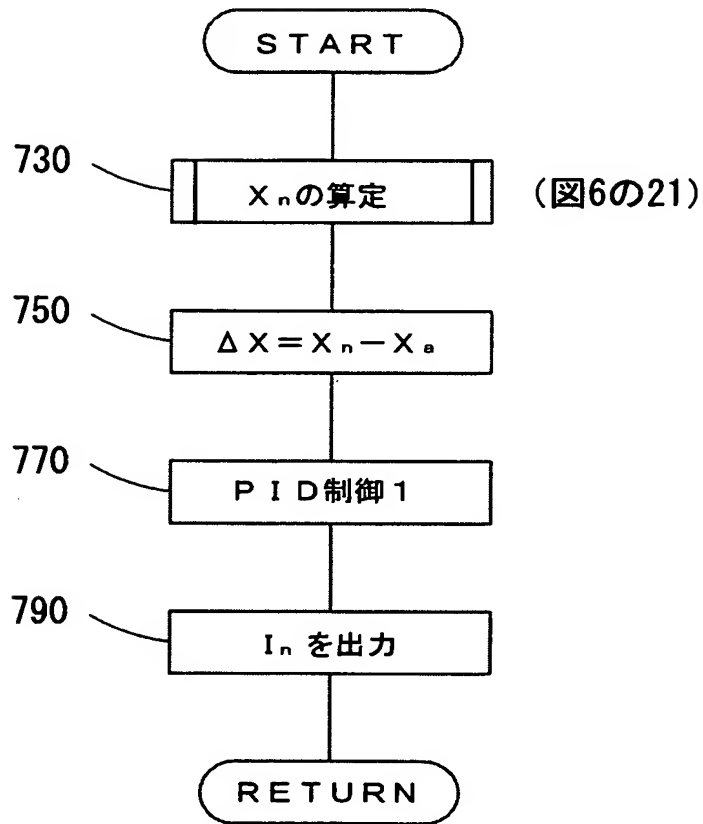 START
730
Xnの算定
(図6の21)
750
ΔX=Xn-Xa
770
PID制御1
790
Inを出力
RETURN